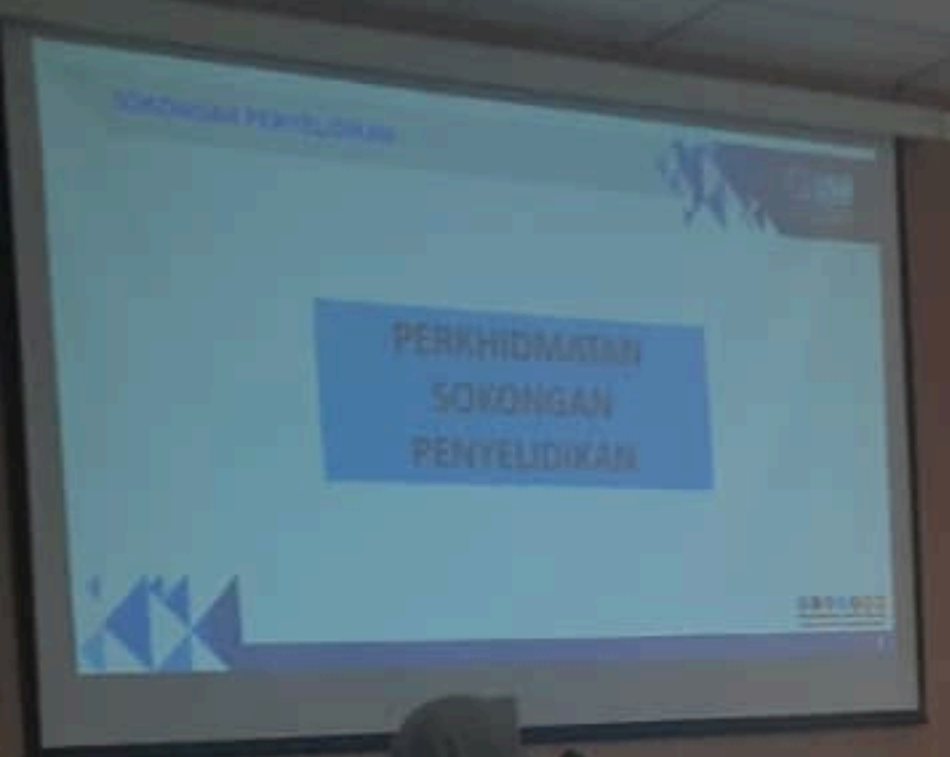 SOKONGAN PENYELIDIKAN
PERKHIDMATAN
SOKONGAN
PENYELIDIKAN